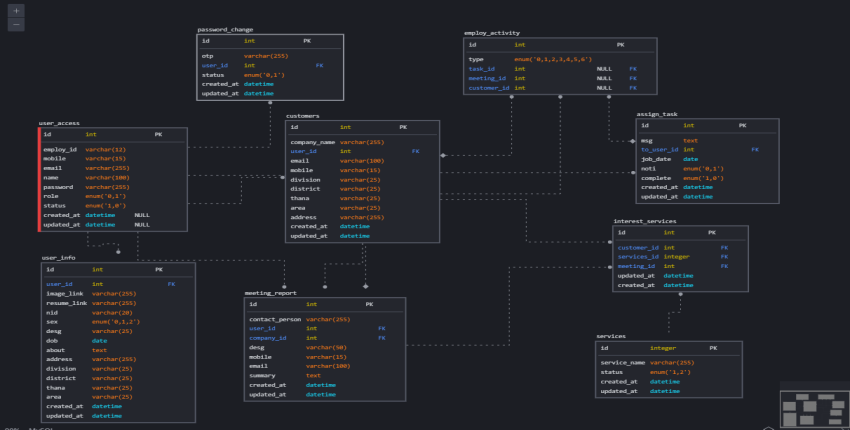 password_change
id int PK
otp varchar(255)
user_id int FK
status enum('0,1')
created_at datetime
updated_at datetime
employ_activity
id int PK
type enum('0,1,2,3,4,5,6')
task_id int NULL FK
meeting_id int NULL FK
customer_id int NULL FK
user_access
id int PK
employ_id varchar(12)
mobile varchar(15)
email varchar(255)
name varchar(100)
password varchar(255)
role enum('0,1')
status enum('1,0')
created_at datetime NULL
updated_at datetime NULL
customers
id int PK
company_name varchar(255)
user_id int FK
email varchar(100)
mobile varchar(15)
division varchar(25)
district varchar(25)
thana varchar(25)
area varchar(25)
address varchar(255)
created_at datetime
updated_at datetime
assign_task
id int PK
msg text
to_user_id int FK
job_date date
noti enum('0,1')
complete enum('1,0')
created_at datetime
updated_at datetime
interest_services
id int PK
customer_id int FK
services_id integer FK
meeting_id int FK
updated_at datetime
created_at datetime
user_info
id int PK
user_id int FK
image_link varchar(255)
resume_link varchar(255)
nid varchar(20)
sex enum('0,1,2')
desg varchar(25)
dob date
about text
address varchar(255)
division varchar(25)
district varchar(25)
thana varchar(25)
area varchar(25)
created_at datetime
updated_at datetime
meeting_report
id int PK
contact_person varchar(255)
user_id int FK
company_id int FK
desg varchar(50)
mobile varchar(15)
email varchar(100)
summary text
created_at datetime
updated_at datetime
services
id integer PK
service_name varchar(255)
status enum('1,2')
created_at datetime
updated_at datetime